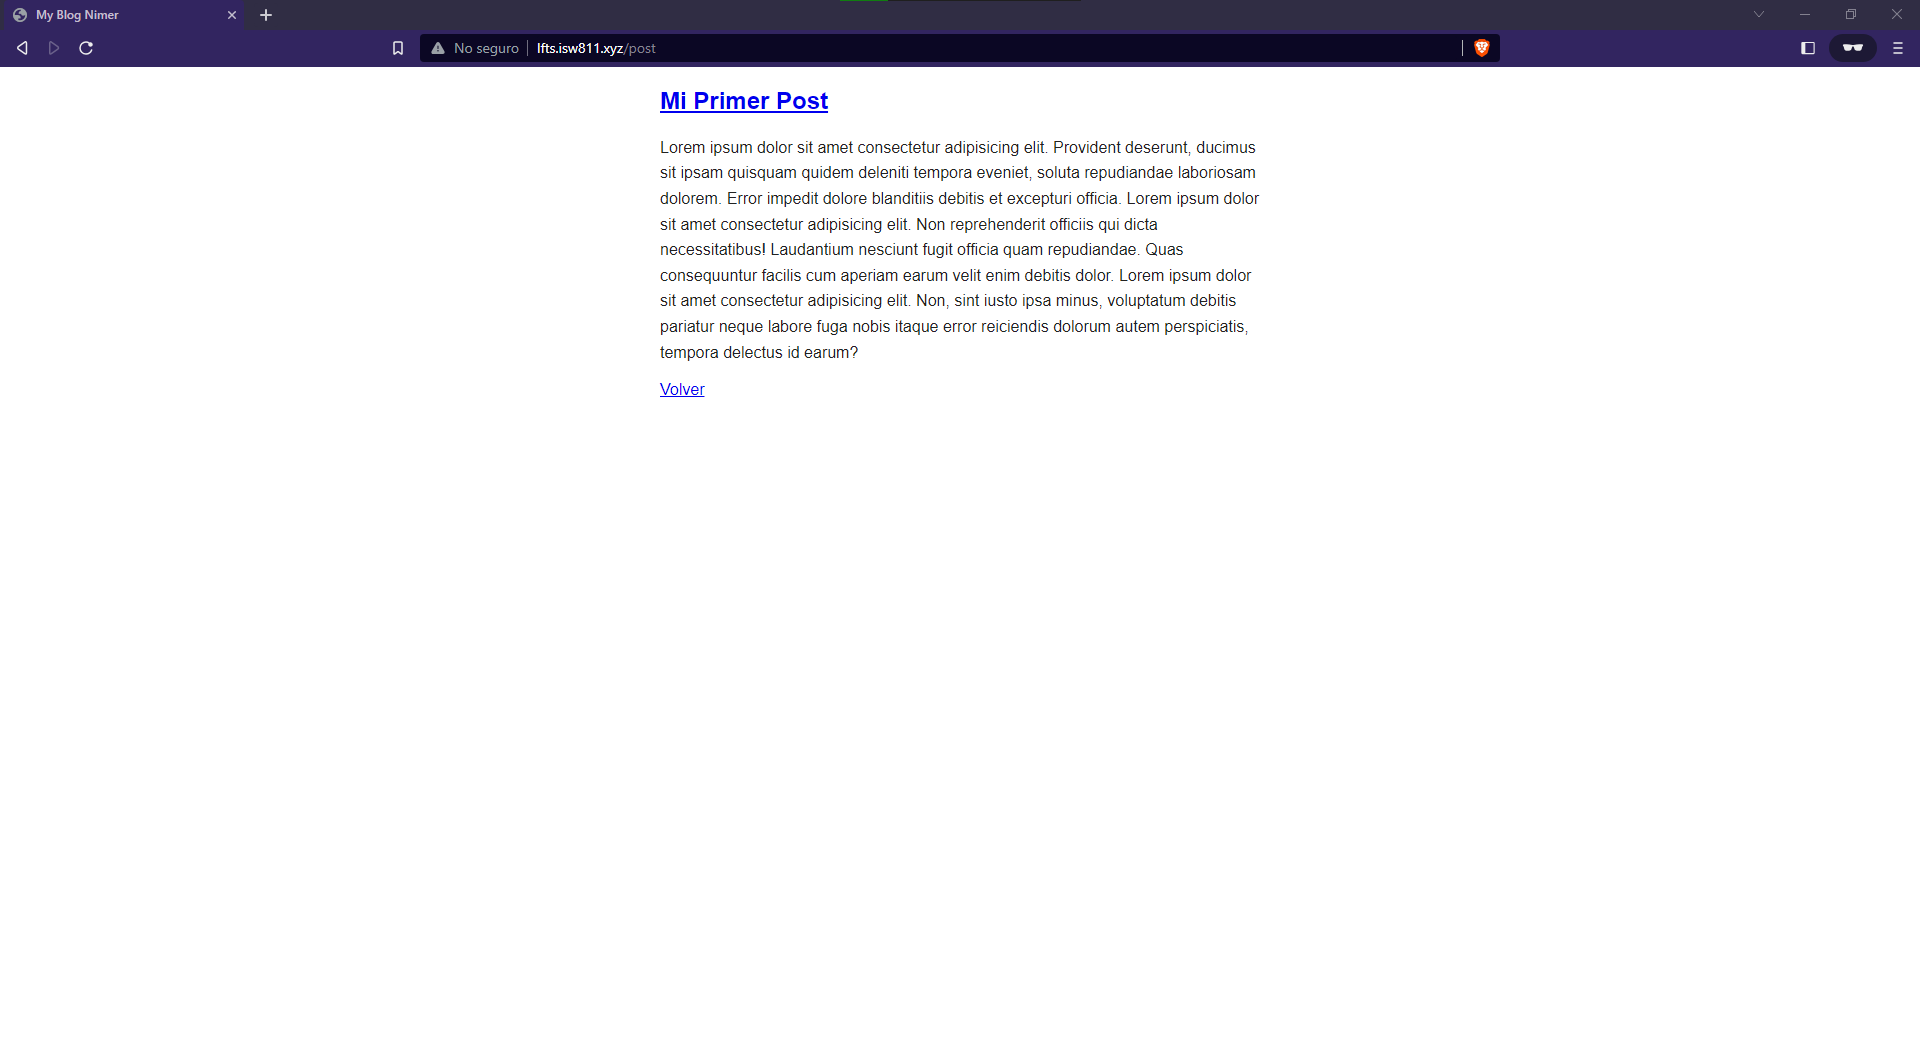 My Blog Nimer
No seguro
lfts.isw811.xyz/post
Mi Primer Post
Lorem ipsum dolor sit amet consectetur adipisicing elit. Provident deserunt, ducimus
sit ipsam quisquam quidem deleniti tempora eveniet, soluta repudiandae laboriosam
dolorem. Error impedit dolore blanditiis debitis et excepturi officia. Lorem ipsum dolor
sit amet consectetur adipisicing elit. Non reprehenderit officiis qui dicta
necessitatibus! Laudantium nesciunt fugit officia quam repudiandae. Quas
consequuntur facilis cum aperiam earum velit enim debitis dolor. Lorem ipsum dolor
sit amet consectetur adipisicing elit. Non, sint iusto ipsa minus, voluptatum debitis
pariatur neque labore fuga nobis itaque error reiciendis dolorum autem perspiciatis,
tempora delectus id earum?
Volver